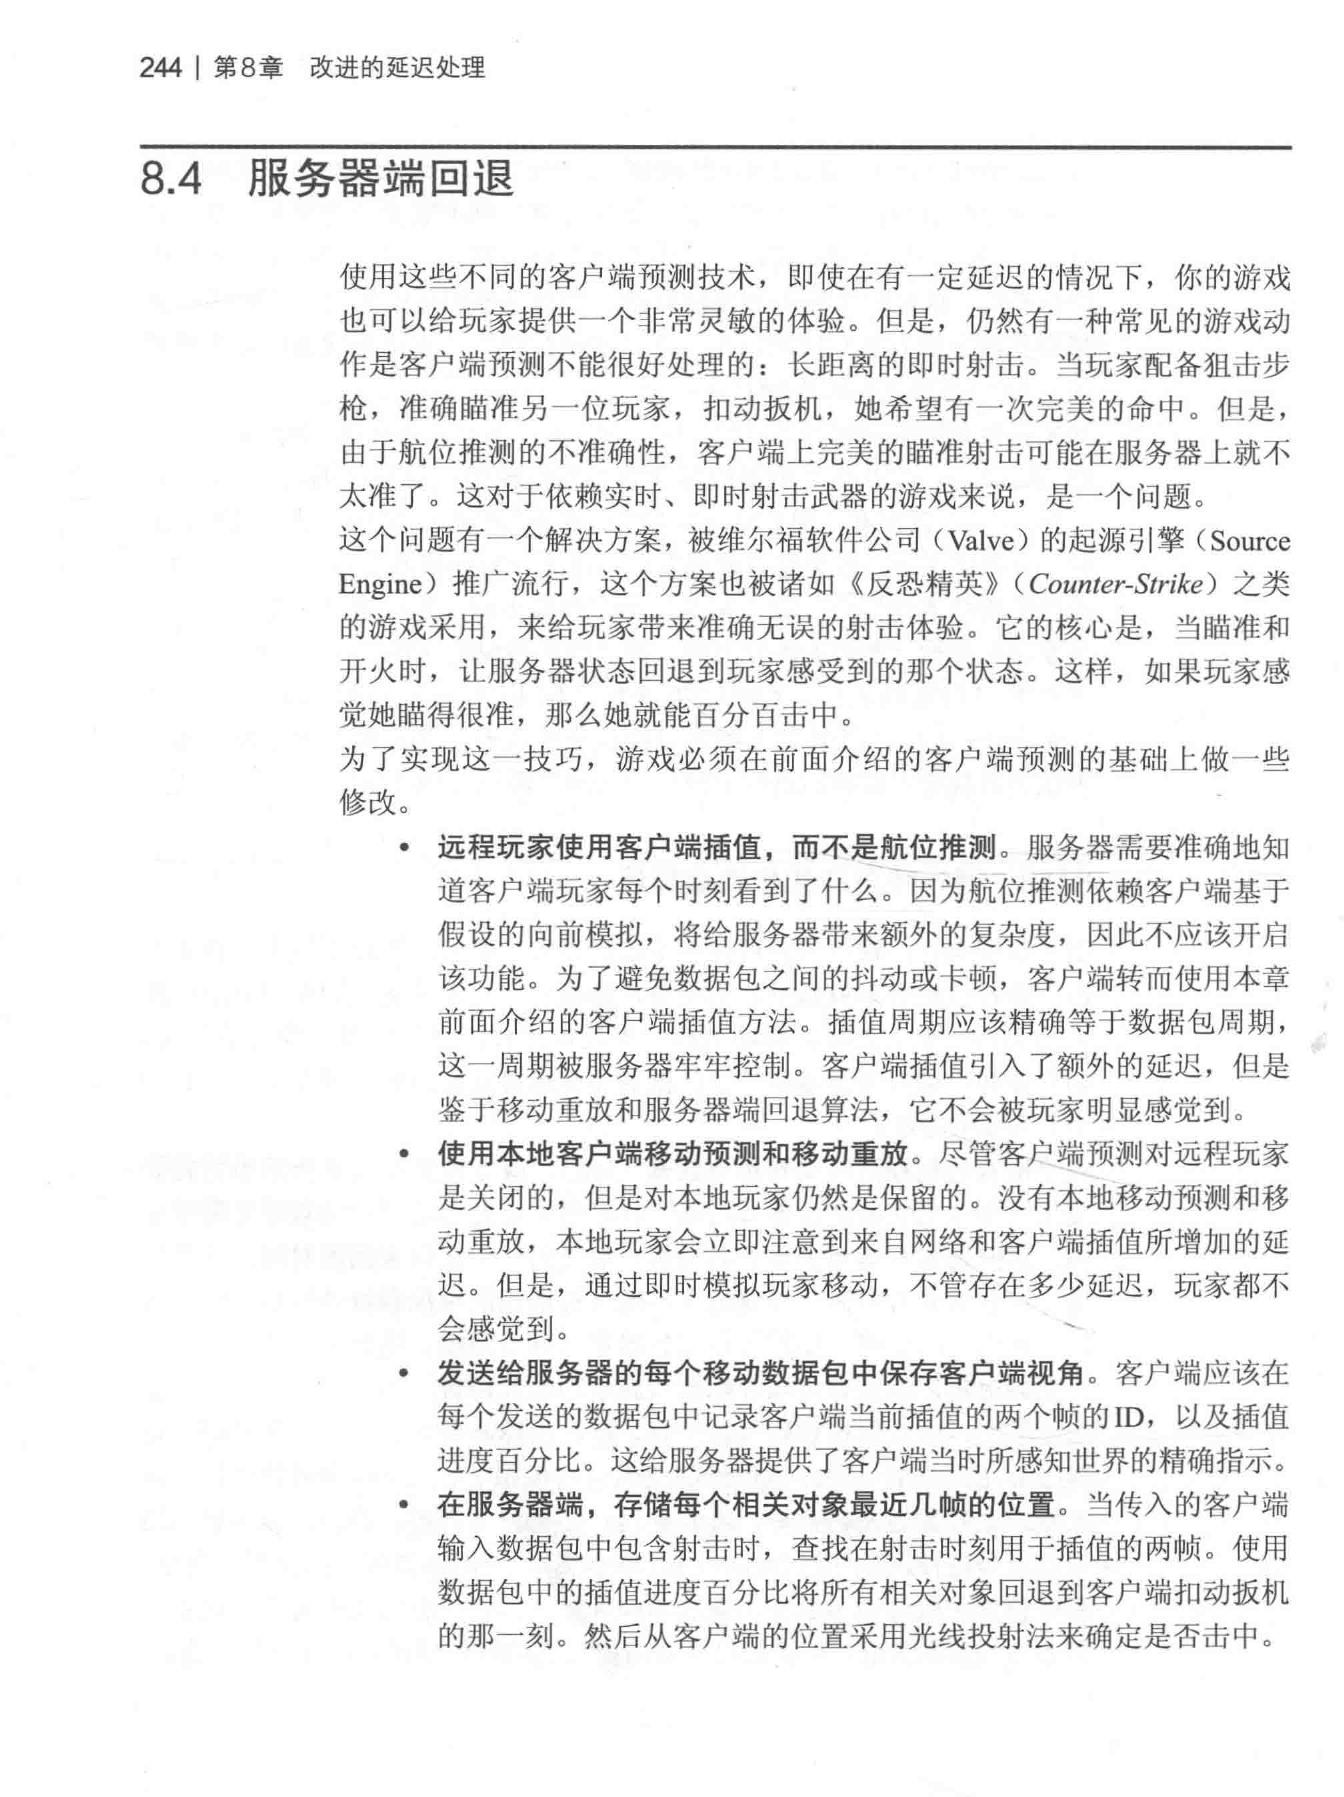 244 | 第8章 改进的延迟处理
8.4 服务器端回退
使用这些不同的客户端预测技术，即使在有一定延迟的情况下，你的游戏
也可以给玩家提供一个非常灵敏的体验。但是，仍然有一种常见的游戏动
作是客户端预测不能很好处理的：长距离的即时射击。当玩家配备狙击步
枪，准确瞄准另一位玩家，扣动扳机，她希望有一次完美的命中。但是，
由于航位推测的不准确性，客户端上完美的瞄准射击可能在服务器上就不
太准了。这对于依赖实时、即时射击武器的游戏来说，是一个问题。
这个问题有一个解决方案，被维尔福软件公司（Valve）的起源引擎（Source
Engine）推广流行，这个方案也被诸如《反恐精英》（Counter-Strike）之类
的游戏采用，来给玩家带来准确无误的射击体验。它的核心是，当瞄准和
开火时，让服务器状态回退到玩家感受到的那个状态。这样，如果玩家感
觉她瞄得很准，那么她就能百分百击中。
为了实现这一技巧，游戏必须在前面介绍的客户端预测的基础上做一些
修改。
• 远程玩家使用客户端插值，而不是航位推测。服务器需要准确地知
道客户端玩家每个时刻看到了什么。因为航位推测依赖客户端基于
假设的向前模拟，将给服务器带来额外的复杂度，因此不应该开启
该功能。为了避免数据包之间的抖动或卡顿，客户端转而使用本章
前面介绍的客户端插值方法。插值周期应该精确等于数据包周期，
这一周期被服务器牢牢控制。客户端插值引入了额外的延迟，但是
鉴于移动重放和服务器端回退算法，它不会被玩家明显感觉到。
• 使用本地客户端移动预测和移动重放。尽管客户端预测对远程玩家
是关闭的，但是对本地玩家仍然是保留的。没有本地移动预测和移
动重放，本地玩家会立即注意到来自网络和客户端插值所增加的延
迟。但是，通过即时模拟玩家移动，不管存在多少延迟，玩家都不
会感觉到。
• 发送给服务器的每个移动数据包中保存客户端视角。客户端应该在
每个发送的数据包中记录客户端当前插值的两个帧的ID，以及插值
进度百分比。这给服务器提供了客户端当时所感知世界的精确指示。
• 在服务器端，存储每个相关对象最近几帧的位置。当传入的客户端
输入数据包中包含射击时，查找在射击时刻用于插值的两帧。使用
数据包中的插值进度百分比将所有相关对象回退到客户端扣动扳机
的那一刻。然后从客户端的位置采用光线投射法来确定是否击中。